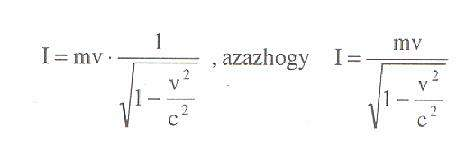 I = mv · 1/√(1 − v²/c²) , azazhogy I = mv/√(1 − v²/c²)